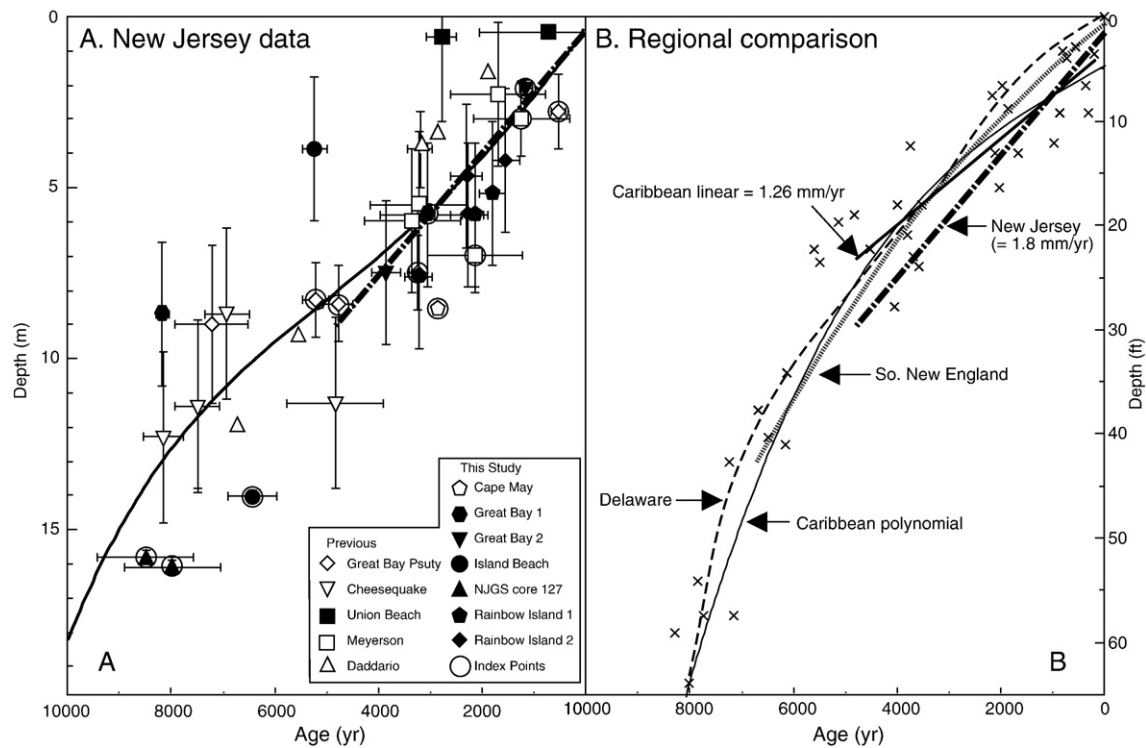 A. New Jersey data
0
5
10
15
Depth (m)
A
Previous
Great Bay Psuty
Cheesequake
Union Beach
Meyerson
Daddario
This Study
Cape May
Great Bay 1
Great Bay 2
Island Beach
NJGS core 127
Rainbow Island 1
Rainbow Island 2
Index Points
10000 8000 6000 4000 2000 10000
Age (yr)
B. Regional comparison
Caribbean linear = 1.26 mm/yr
New Jersey
(= 1.8 mm/yr)
So. New England
Delaware
Caribbean polynomial
B
0
10
20
30
40
50
60
Depth (ft)
8000 6000 4000 2000 0
Age (yr)